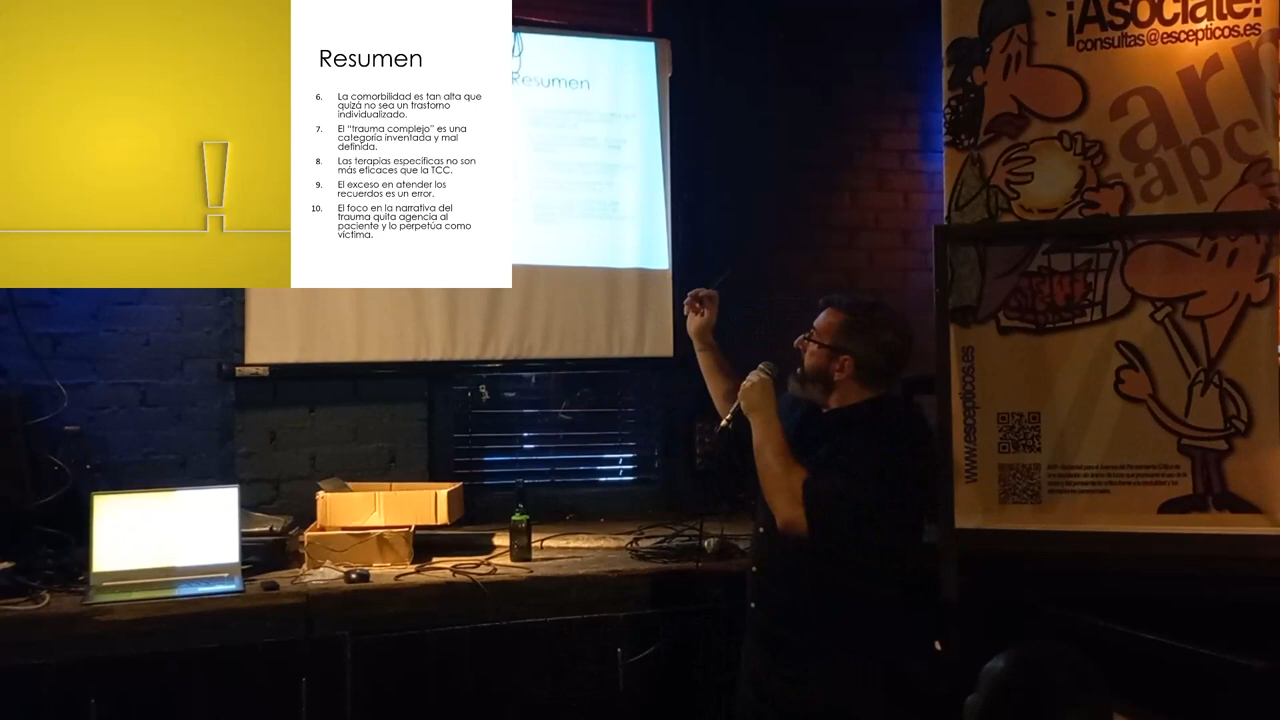 Resumen
6. La comorbilidad es tan alta que
quizá no sea un trastorno
individualizado.
7. El “trauma complejo” es una
categoría inventada y mal
definida.
8. Las terapias específicas no son
más eficaces que la TCC.
9. El exceso en atender los
recuerdos es un error.
10. El foco en la narrativa del
trauma quita agencia al
paciente y lo perpetúa como
víctima.
Resumen
¡Asóciate!
consultas@escepticos.es
arp
sapc
www.escepticos.es